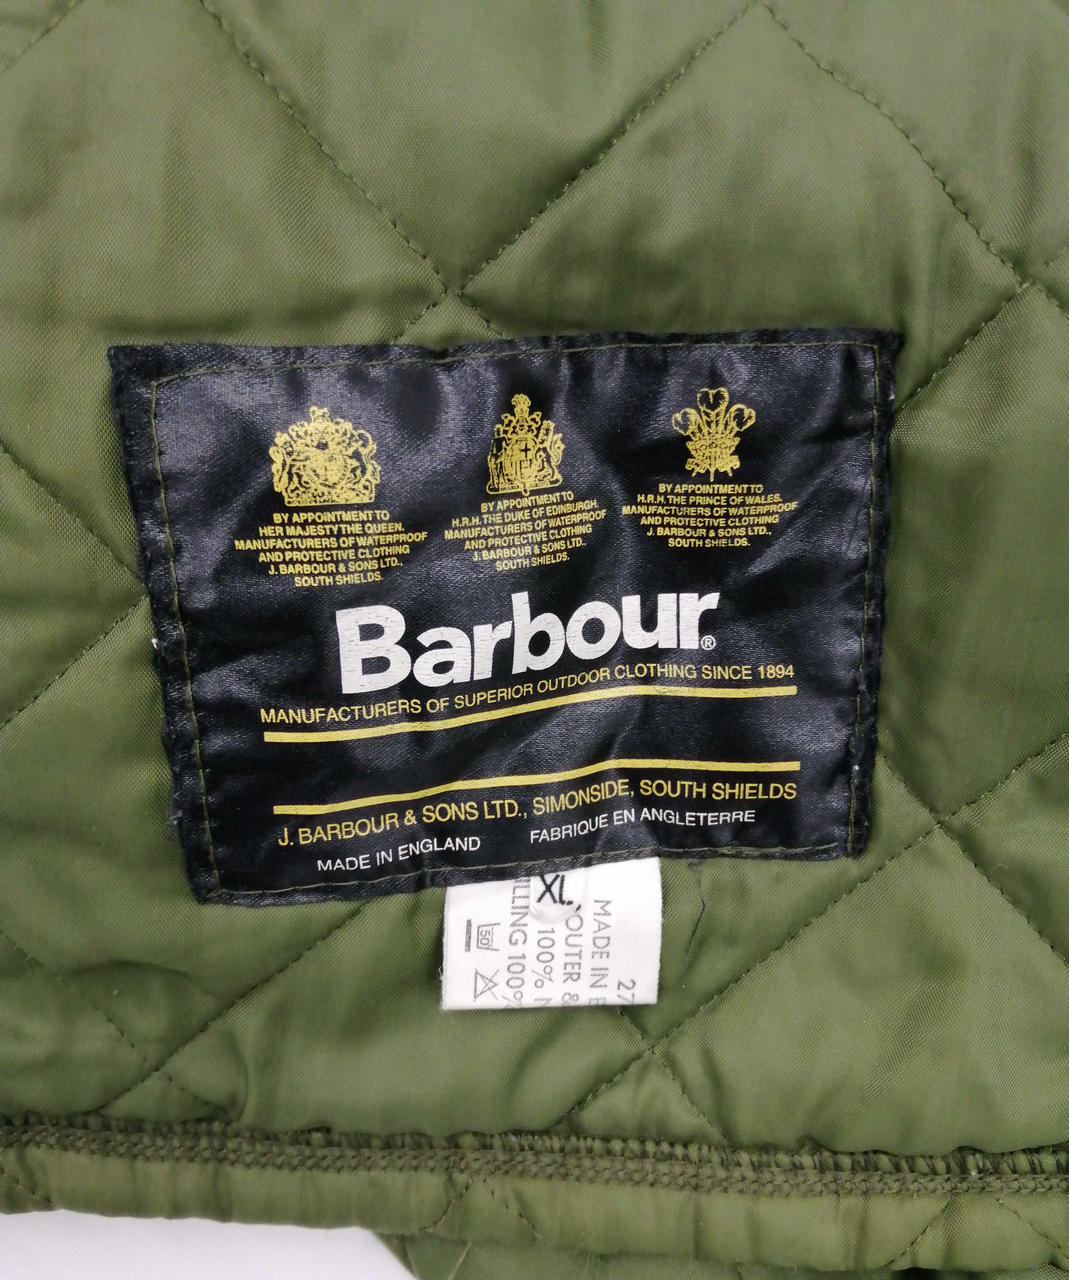 BY APPOINTMENT TO
HER MAJESTY THE QUEEN.
MANUFACTURERS OF WATERPROOF
AND PROTECTIVE CLOTHING
J. BARBOUR & SONS LTD.,
SOUTH SHIELDS.
BY APPOINTMENT TO
H.R.H. THE DUKE OF EDINBURGH.
MANUFACTURERS OF WATERPROOF
AND PROTECTIVE CLOTHING
J. BARBOUR & SONS LTD.,
SOUTH SHIELDS.
BY APPOINTMENT TO
H.R.H. THE PRINCE OF WALES.
MANUFACTURERS OF WATERPROOF
AND PROTECTIVE CLOTHING
J. BARBOUR & SONS LTD.,
SOUTH SHIELDS.
Barbour®
MANUFACTURERS OF SUPERIOR OUTDOOR CLOTHING SINCE 1894
J. BARBOUR & SONS LTD., SIMONSIDE, SOUTH SHIELDS
MADE IN ENGLAND FABRIQUE EN ANGLETERRE
XL
27
MADE IN
OUTER &
100%
100%
50